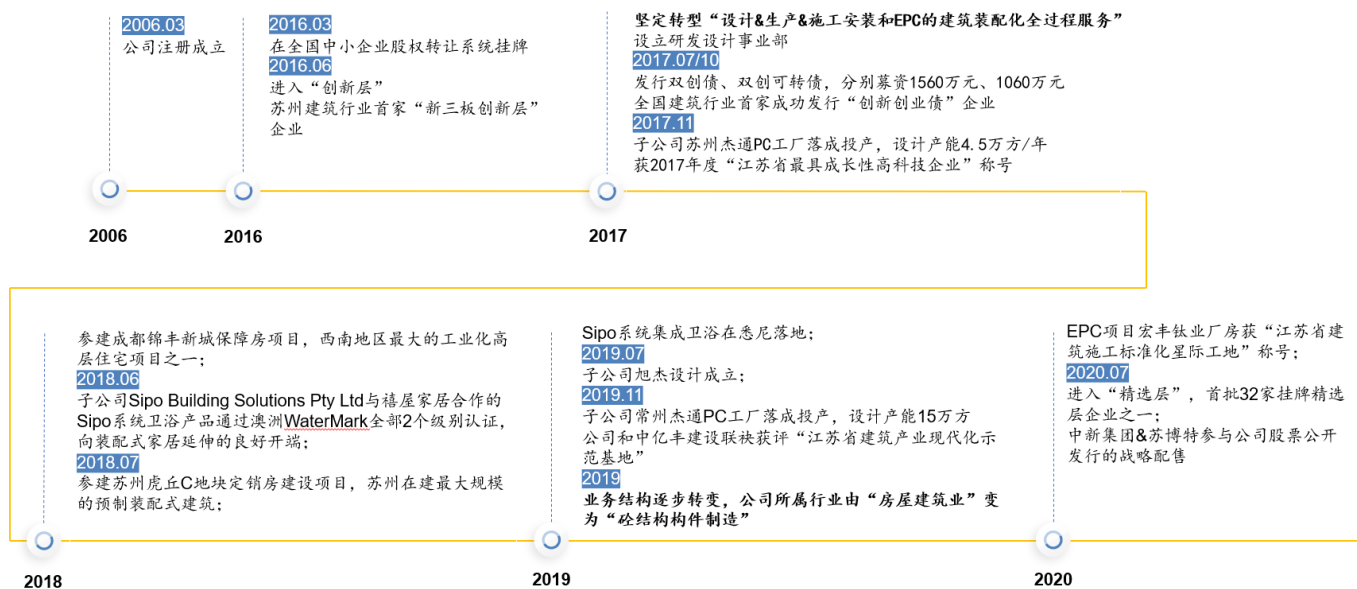 2006.03
公司注册成立
2016.03
在全国中小企业股权转让系统挂牌
2016.06
进入“创新层”
苏州建筑行业首家“新三板创新层”
企业
坚定转型“设计&生产&施工安装和EPC的建筑装配化全过程服务”
设立研发设计事业部
2017.07/10
发行双创债、双创可转债，分别募资1560万元、1060万元
全国建筑行业首家成功发行“创新创业债”企业
2017.11
子公司苏州杰通PC工厂落成投产，设计产能4.5万方/年
获2017年度“江苏省最具成长性高科技企业”称号
2006
2016
2017
参建成都锦丰新城保障房项目，西南地区最大的工业化高
层住宅项目之一；
2018.06
子公司Sipo Building Solutions Pty Ltd与禧屋家居合作的
Sipo系统卫浴产品通过澳洲WaterMark全部2个级别认证，
向装配式家居延伸的良好开端；
2018.07
参建苏州虎丘C地块定销房建设项目，苏州在建最大规模
的预制装配式建筑；
Sipo系统集成卫浴在悉尼落地；
2019.07
子公司旭杰设计成立；
2019.11
子公司常州杰通PC工厂落成投产，设计产能15万方
公司和中亿丰建设联袂获评“江苏省建筑产业现代化示
范基地”
2019
业务结构逐步转变，公司所属行业由“房屋建筑业”变
为“砼结构构件制造”
EPC项目宏丰钛业厂房获“江苏省建
筑施工标准化星际工地”称号；
2020.07
进入“精选层”，首批32家挂牌精选
层企业之一；
中新集团&苏博特参与公司股票公开
发行的战略配售
2018
2019
2020